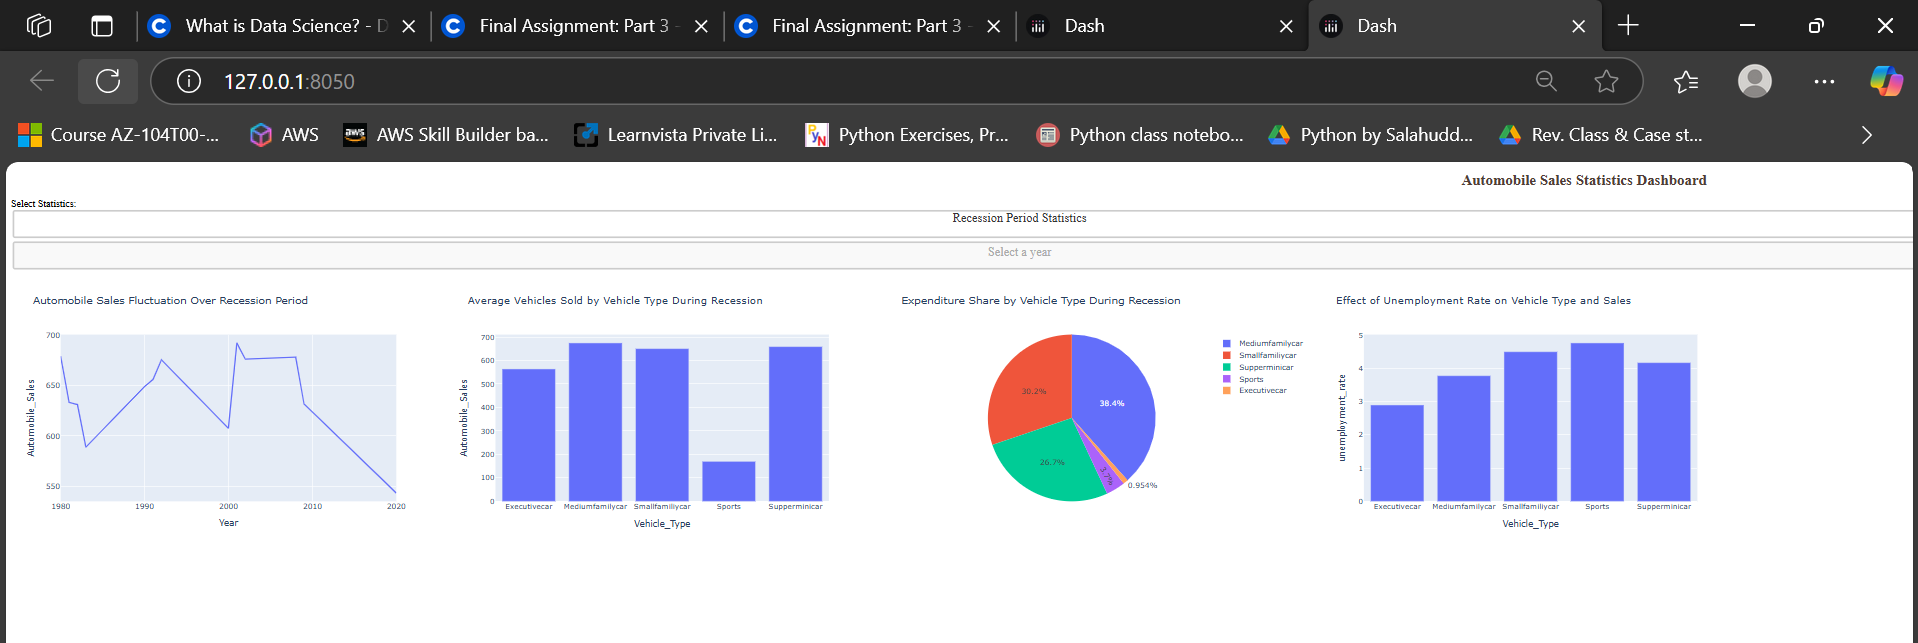 What is Data Science? - D
Final Assignment: Part 3 -
Final Assignment: Part 3 -
Dash
Dash
127.0.0.1:8050
Course AZ-104T00-...
AWS
aws
AWS Skill Builder ba...
Learnvista Private Li...
Python Exercises, Pr...
Python class notebo...
Python by Salahudd...
Rev. Class & Case st...
Automobile Sales Statistics Dashboard
Select Statistics:
Recession Period Statistics
Select a year
Automobile Sales Fluctuation Over Recession Period
Automobile_Sales
700
650
600
550
1980 1990 2000 2010 2020
Year
Average Vehicles Sold by Vehicle Type During Recession
Automobile_Sales
700
600
500
400
300
200
100
0
Executivecar Mediumfamilycar Smallfamiliycar Sports Supperminicar
Vehicle_Type
Expenditure Share by Vehicle Type During Recession
38.4%
30.2%
26.7%
3.7%
0.954%
Mediumfamilycar
Smallfamiliycar
Supperminicar
Sports
Executivecar
Effect of Unemployment Rate on Vehicle Type and Sales
unemployment_rate
5
4
3
2
1
0
Executivecar Mediumfamilycar Smallfamiliycar Sports Supperminicar
Vehicle_Type